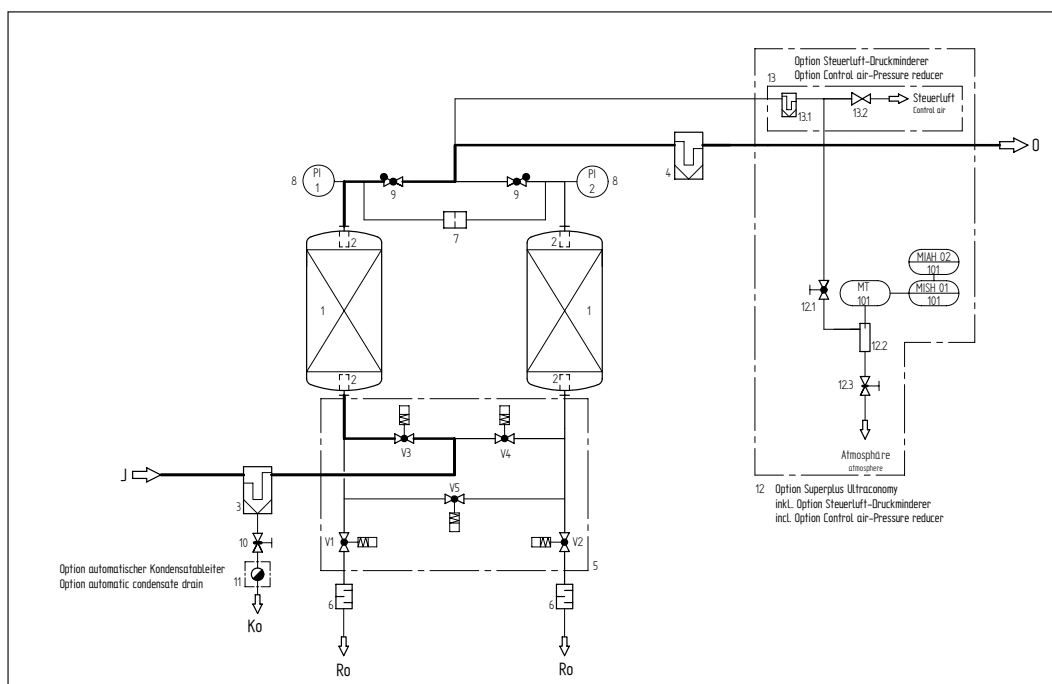 Option Steuerluft-Druckminderer
Option Control air-Pressure reducer
13
Steuerluft
Control air
13.1
13.2
O
4
8
PI
1
9
9
PI
2
8
7
2
2
1
1
MIAH 02
101
MT
101
MISH 01
101
12.1
12.2
12.3
2
2
V3
V4
Atmosphäre
atmosphere
J
3
V5
12 Option Superplus Ultraconomy
inkl. Option Steuerluft-Druckminderer
incl. Option Control air-Pressure reducer
10
V1
V2
5
Option automatischer Kondensatableiter
Option automatic condensate drain
11
6
6
Ko
Ro
Ro